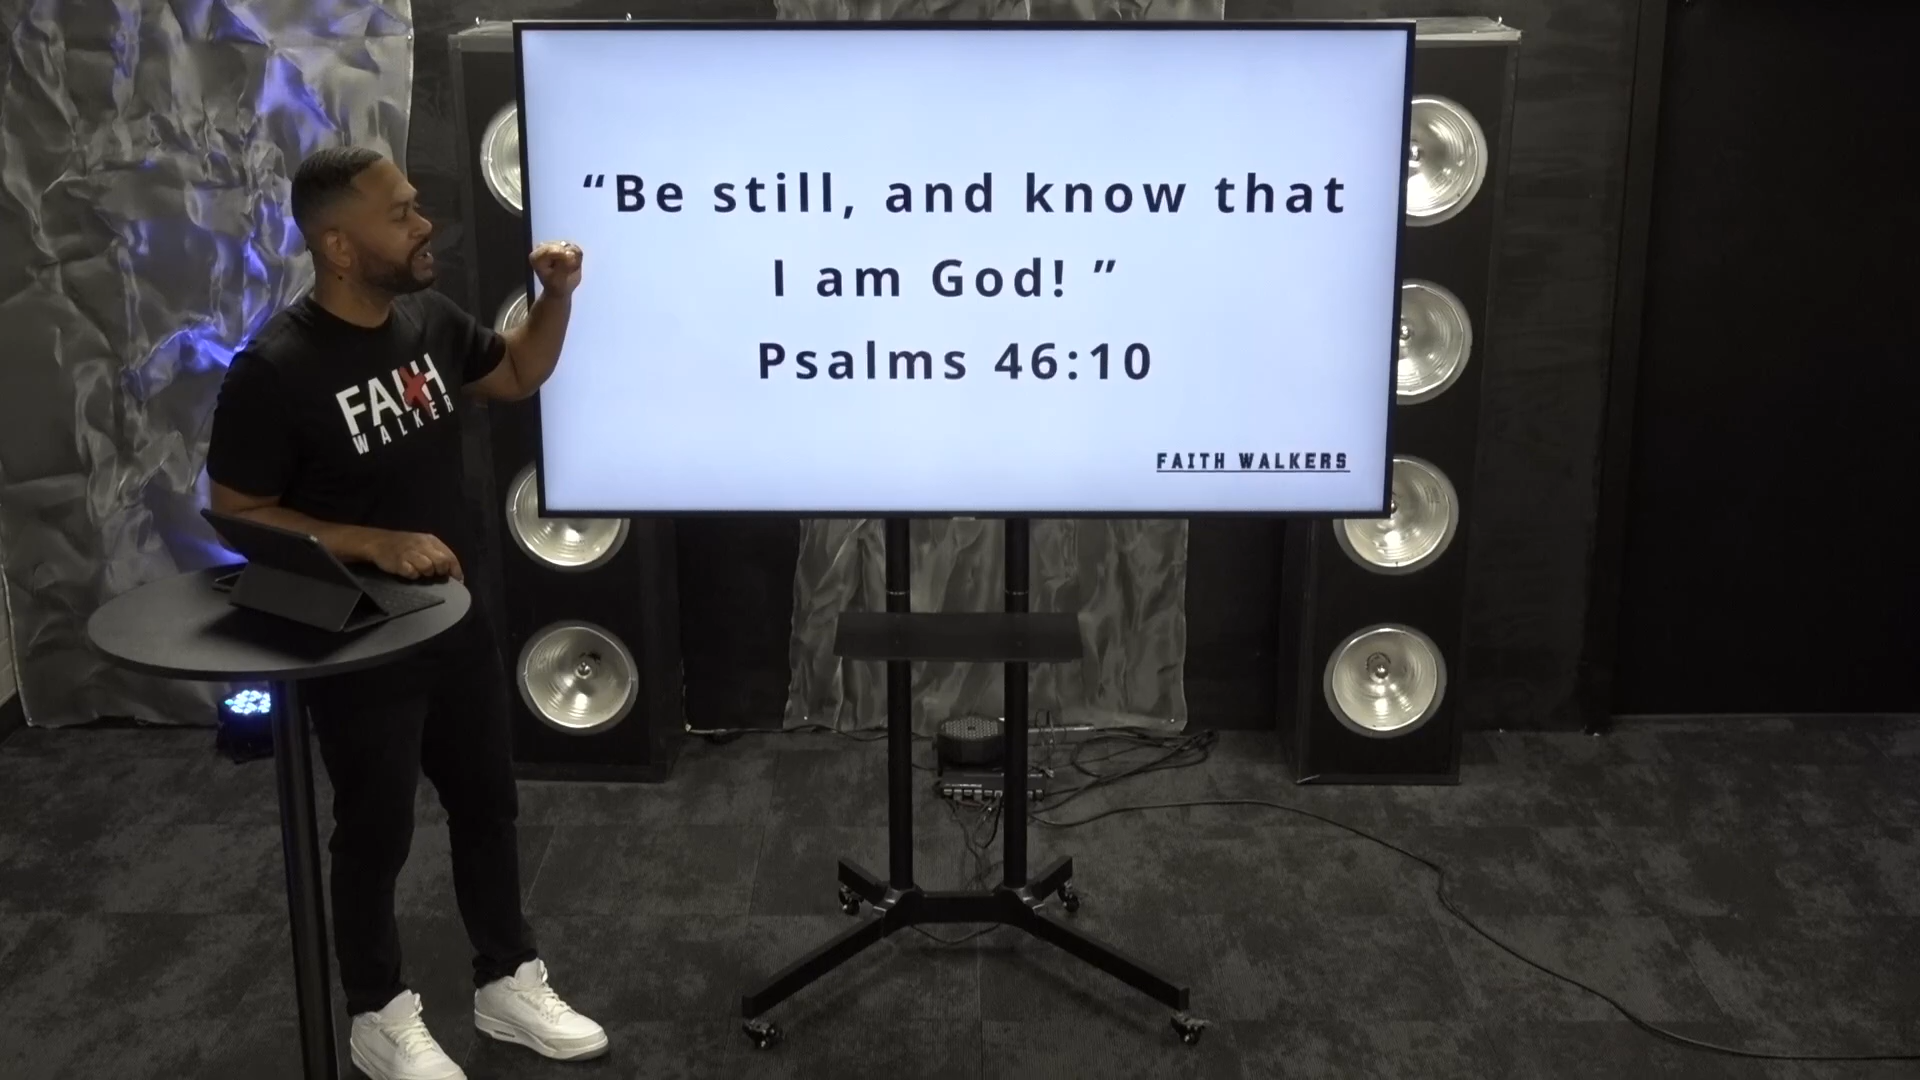 “Be still, and know that
I am God! ”
Psalms 46:10
FAITH WALKERS
FAITH
WALKER